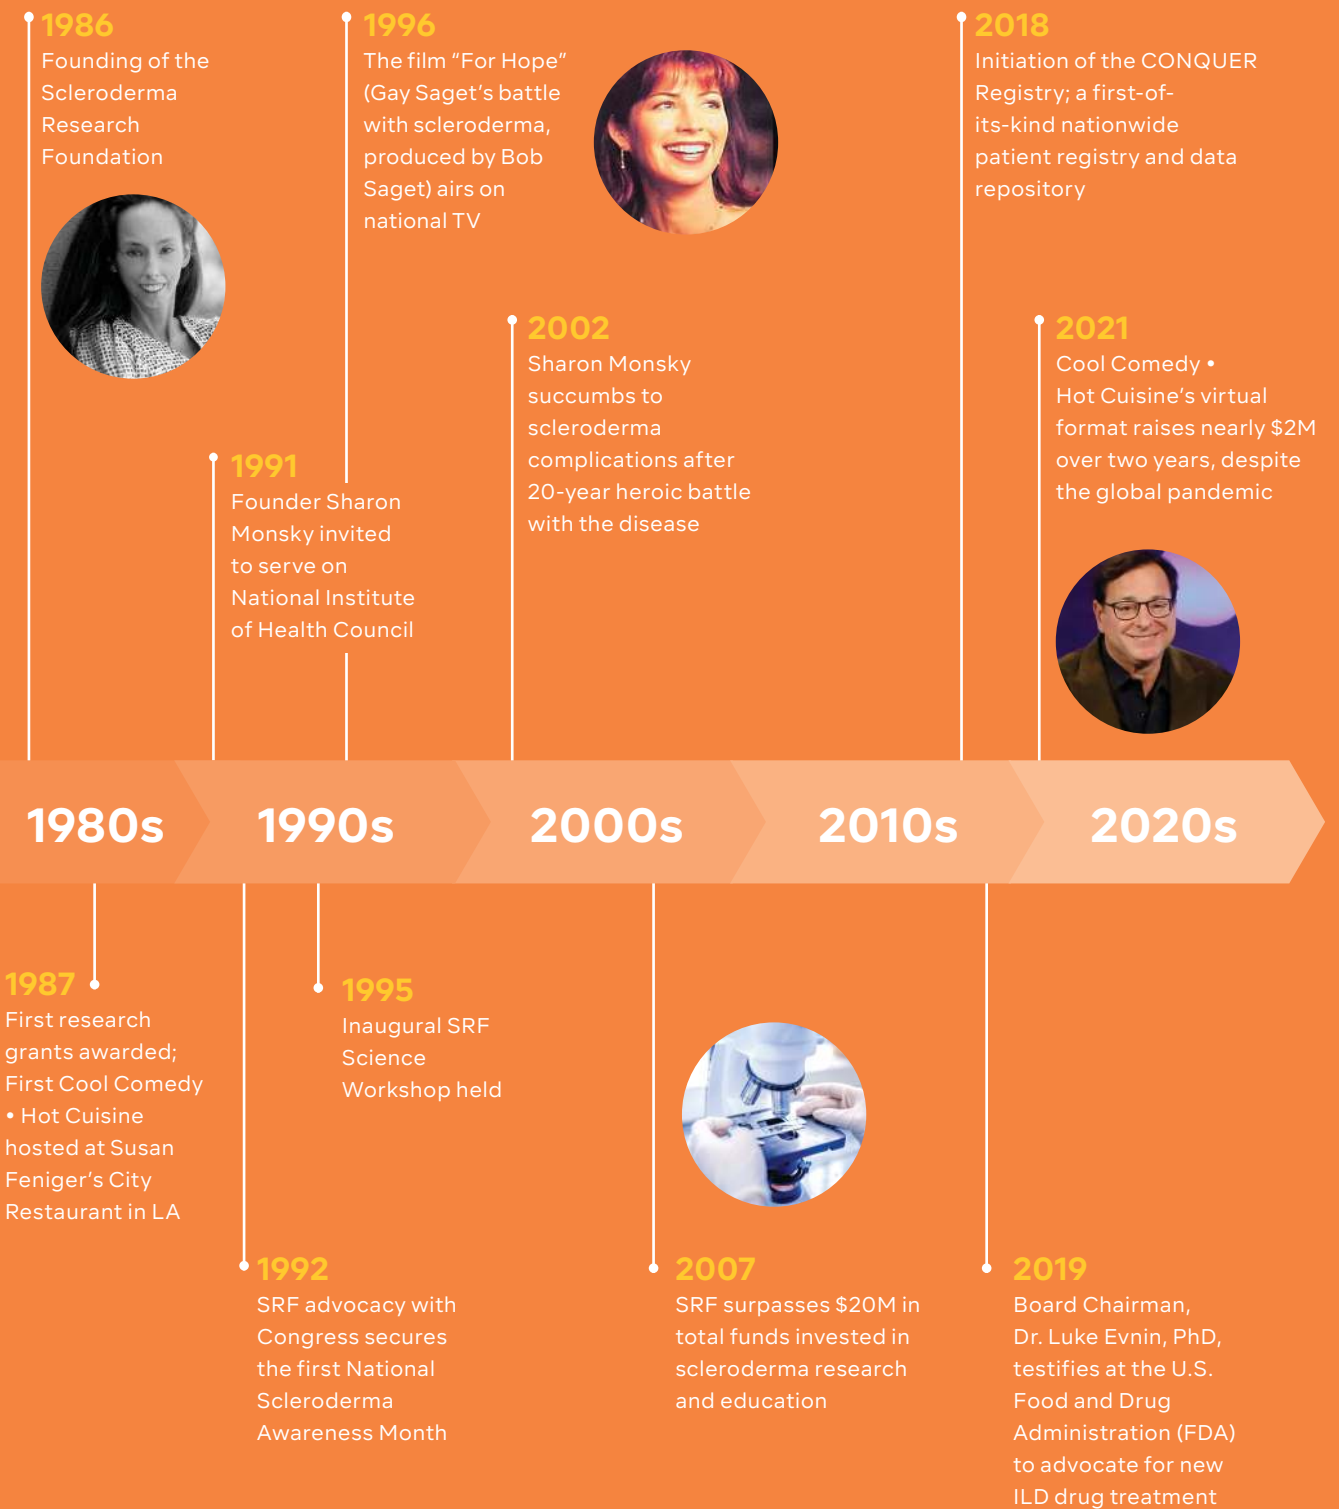 1986
Founding of the
Scleroderma
Research
Foundation
1996
The film “For Hope”
(Gay Saget’s battle
with scleroderma,
produced by Bob
Saget) airs on
national TV
2018
Initiation of the CONQUER
Registry; a first-of-
its-kind nationwide
patient registry and data
repository
1991
Founder Sharon
Monsky invited
to serve on
National Institute
of Health Council
2002
Sharon Monsky
succumbs to
scleroderma
complications after
20-year heroic battle
with the disease
2021
Cool Comedy •
Hot Cuisine’s virtual
format raises nearly $2M
over two years, despite
the global pandemic
1980s
1990s
2000s
2010s
2020s
1987
First research
grants awarded;
First Cool Comedy
• Hot Cuisine
hosted at Susan
Feniger’s City
Restaurant in LA
1995
Inaugural SRF
Science
Workshop held
1992
SRF advocacy with
Congress secures
the first National
Scleroderma
Awareness Month
2007
SRF surpasses $20M in
total funds invested in
scleroderma research
and education
2019
Board Chairman,
Dr. Luke Evnin, PhD,
testifies at the U.S.
Food and Drug
Administration (FDA)
to advocate for new
ILD drug treatment